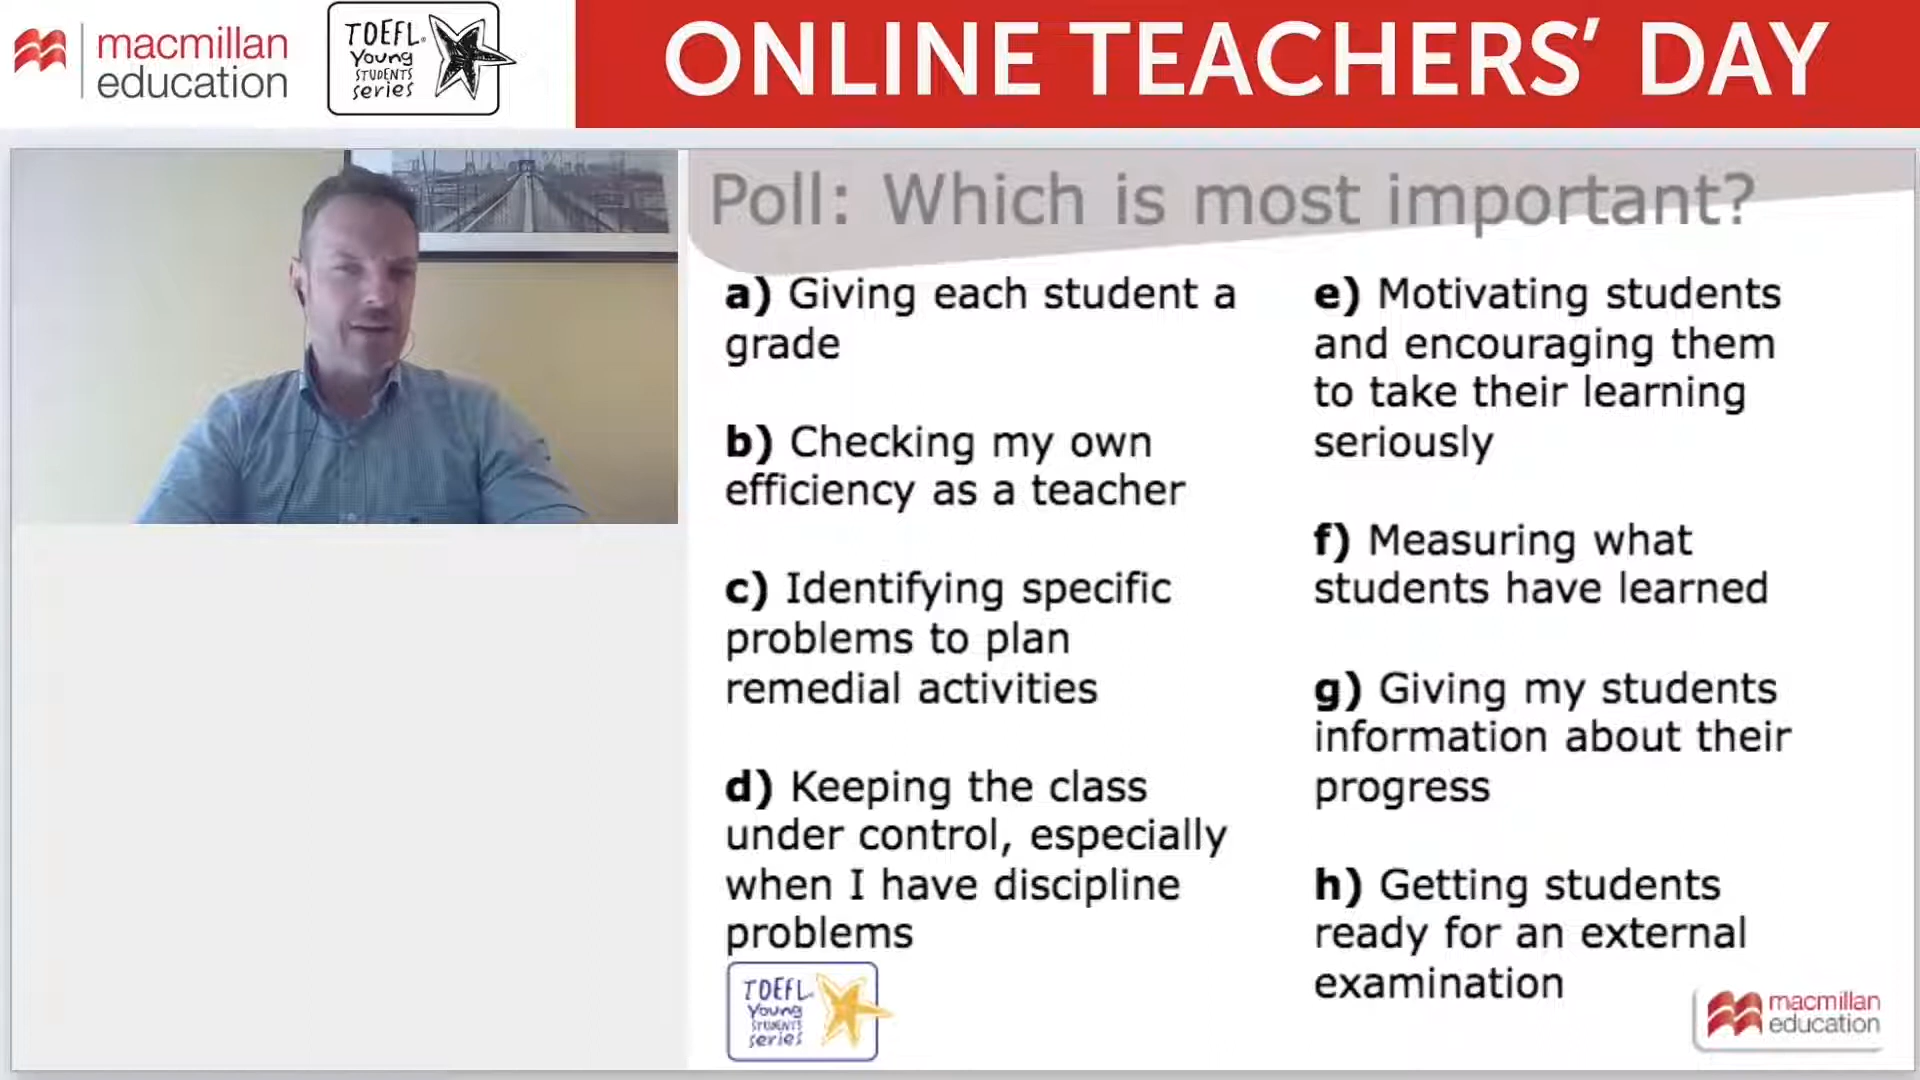 macmillan
education
TOEFL
Young
STUDENTS
series
ONLINE TEACHERS' DAY
Poll: Which is most important?
a) Giving each student a
grade
b) Checking my own
efficiency as a teacher
c) Identifying specific
problems to plan
remedial activities
d) Keeping the class
under control, especially
when I have discipline
problems
e) Motivating students
and encouraging them
to take their learning
seriously
f) Measuring what
students have learned
g) Giving my students
information about their
progress
h) Getting students
ready for an external
examination
TOEFL
Young
STUDENTS
series
macmillan
education